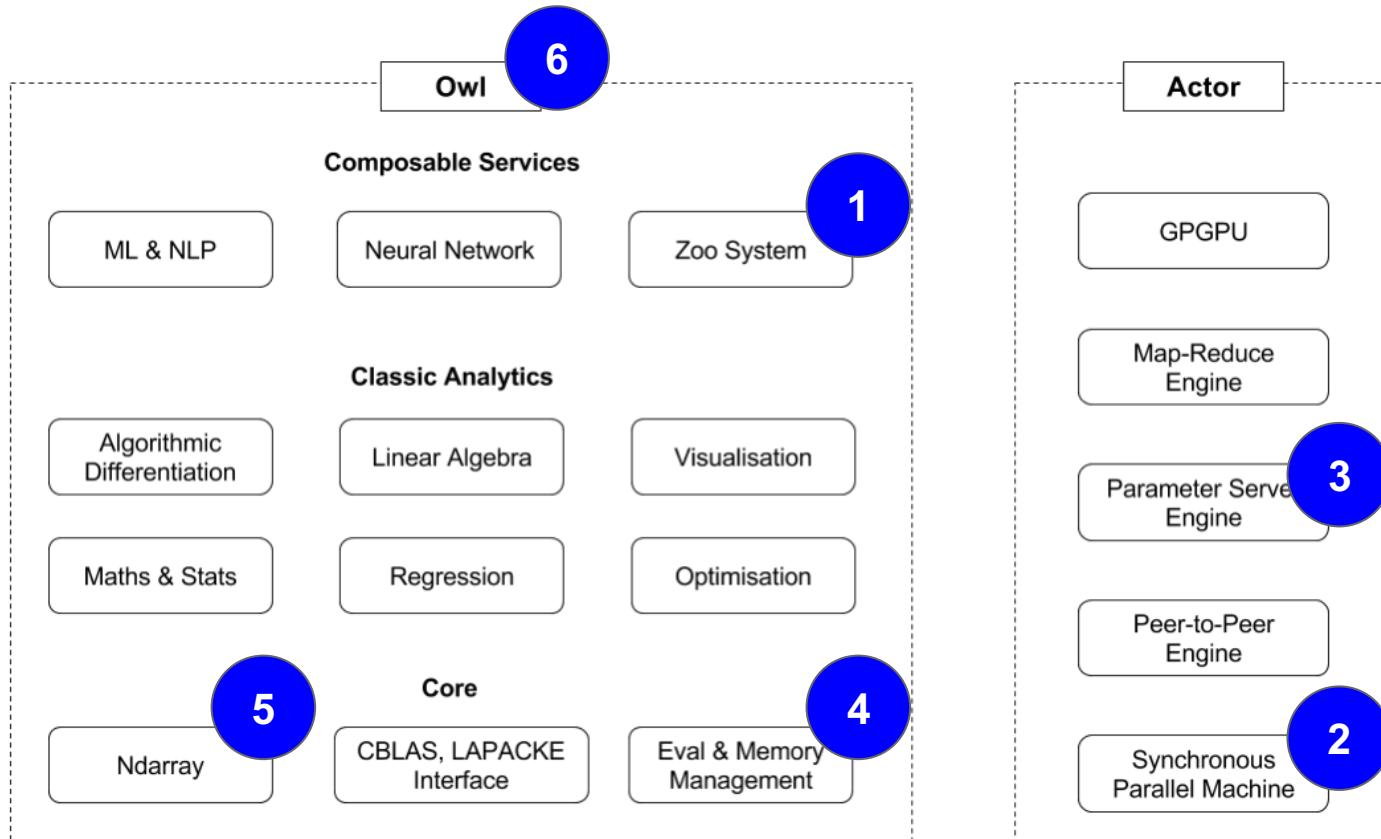 6
Owl
Actor
Composable Services
1
ML & NLP
Neural Network
Zoo System
GPGPU
Map-Reduce
Engine
Classic Analytics
Algorithmic
Differentiation
Linear Algebra
Visualisation
3
Parameter Serve
Engine
Maths & Stats
Regression
Optimisation
Peer-to-Peer
Engine
Core
5
4
2
Ndarray
CBLAS, LAPACKE
Interface
Eval & Memory
Management
Synchronous
Parallel Machine